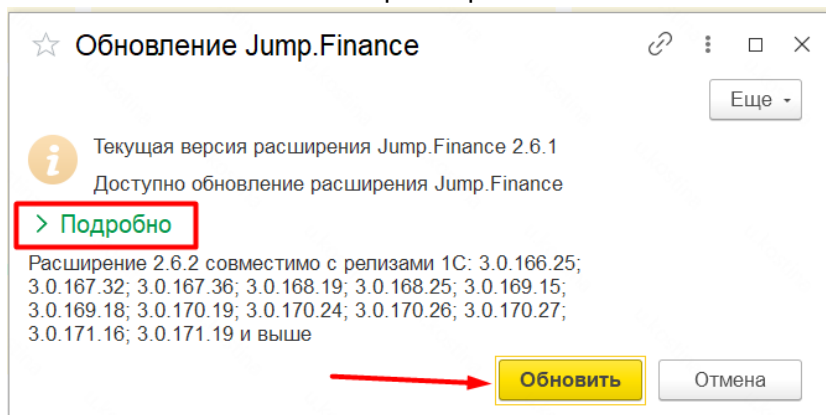 Обновление Jump.Finance
Еще
Текущая версия расширения Jump.Finance 2.6.1
Доступно обновление расширения Jump.Finance
Подробно
Расширение 2.6.2 совместимо с релизами 1С: 3.0.166.25;
3.0.167.32; 3.0.167.36; 3.0.168.19; 3.0.168.25; 3.0.169.15;
3.0.169.18; 3.0.170.19; 3.0.170.24; 3.0.170.26; 3.0.170.27;
3.0.171.16; 3.0.171.19 и выше
Обновить
Отмена